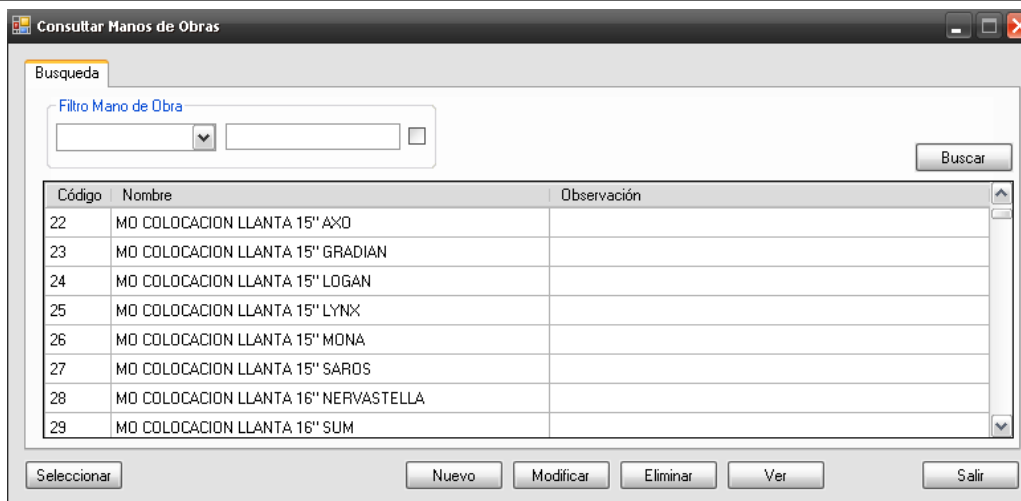 Consultar Manos de Obras
Busqueda
Filtro Mano de Obra
Buscar
Código Nombre Observación
22 MO COLOCACION LLANTA 15" AXO
23 MO COLOCACION LLANTA 15" GRADIAN
24 MO COLOCACION LLANTA 15" LOGAN
25 MO COLOCACION LLANTA 15" LYNX
26 MO COLOCACION LLANTA 15" MONA
27 MO COLOCACION LLANTA 15" SAROS
28 MO COLOCACION LLANTA 16" NERVASTELLA
29 MO COLOCACION LLANTA 16" SUM
Seleccionar Nuevo Modificar Eliminar Ver Salir